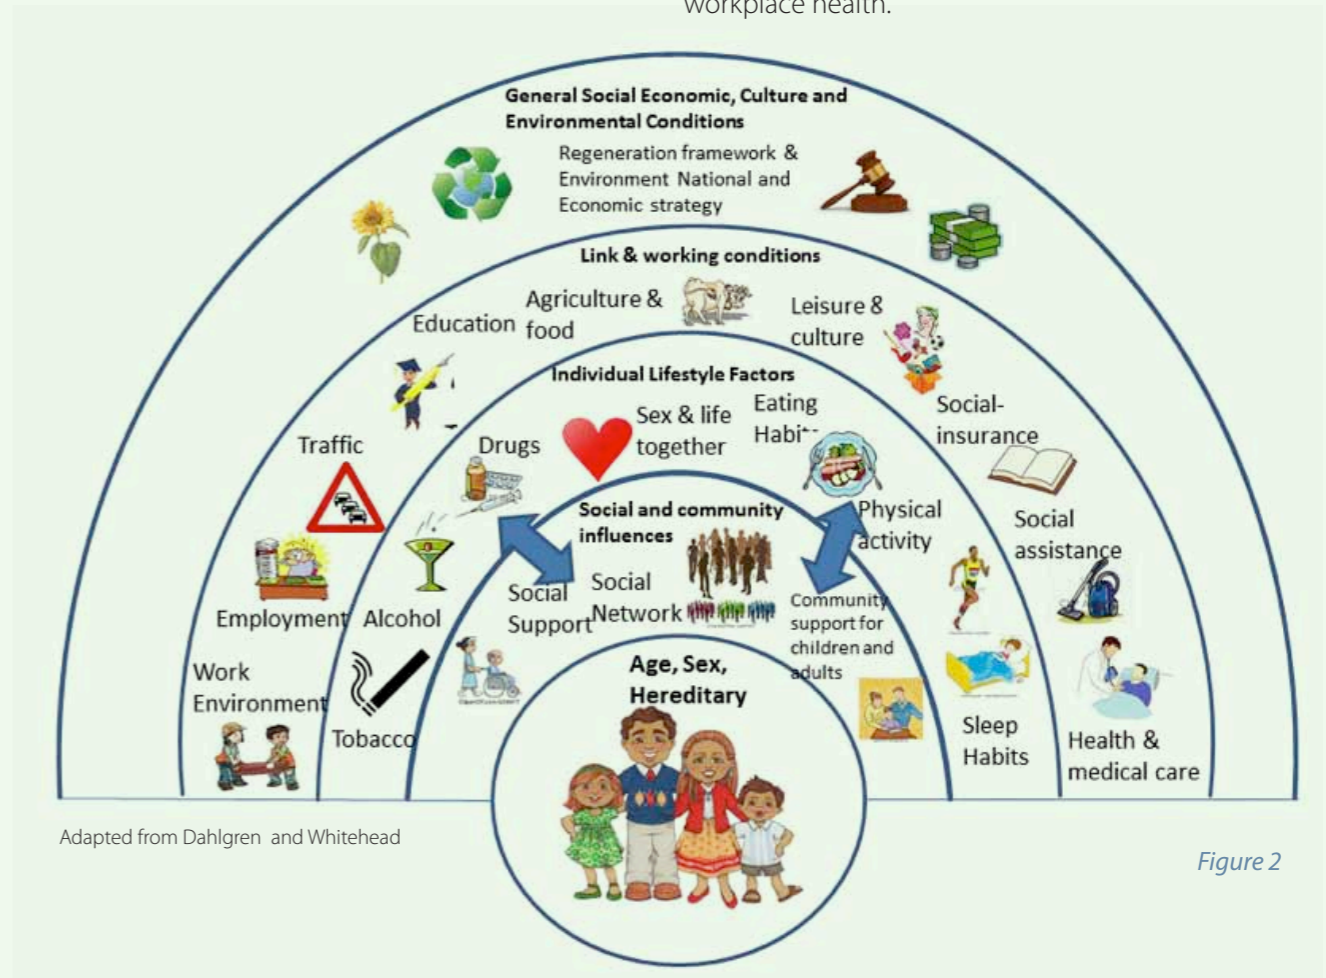 workplace health.
General Social Economic, Culture and
Environmental Conditions
Regeneration framework &
Environment National and
Economic strategy
Link & working conditions
Agriculture &
food
Education
Leisure &
culture
Individual Lifestyle Factors
Sex & life
together
Eating
Habits
Social-
insurance
Traffic
Drugs
Social and community
influences
Physical
activity
Social
assistance
Social
Support
Social
Network
Community
support for
children and
adults
Employment
Alcohol
Work
Environment
Age, Sex,
Hereditary
Tobacco
Sleep
Habits
Health &
medical care
Adapted from Dahlgren and Whitehead
Figure 2